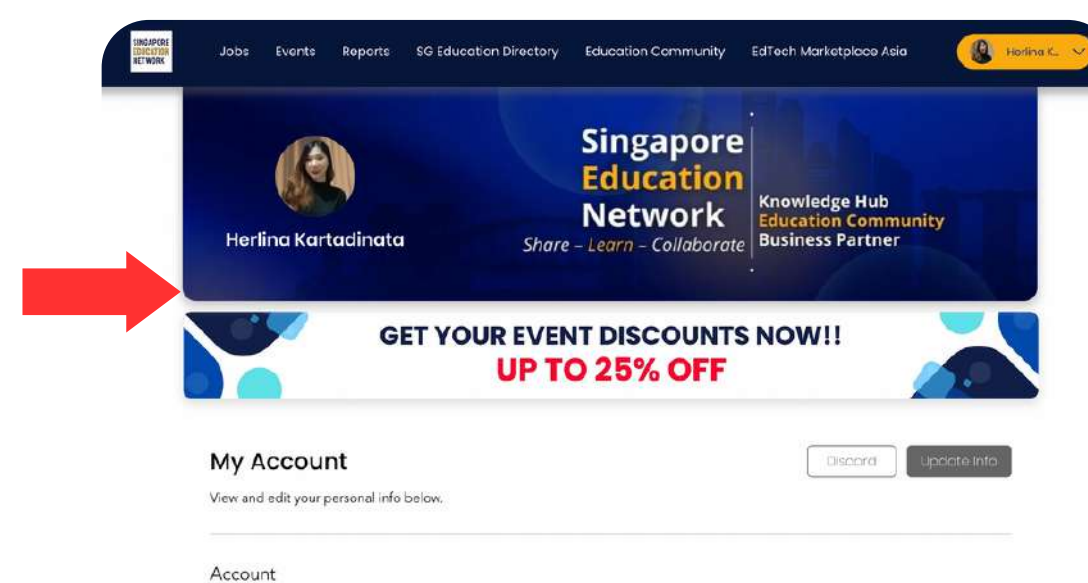 SINGAPORE
EDUCATION
NETWORK
Jobs Events Reports SG Education Directory Education Community EdTech Marketplace Asia Herlina K...
Singapore
Education
Network
Share – Learn – Collaborate
Knowledge Hub
Education Community
Business Partner
Herlina Kartadinata
GET YOUR EVENT DISCOUNTS NOW!!
UP TO 25% OFF
My Account
Discard Update Info
View and edit your personal info below.
Account